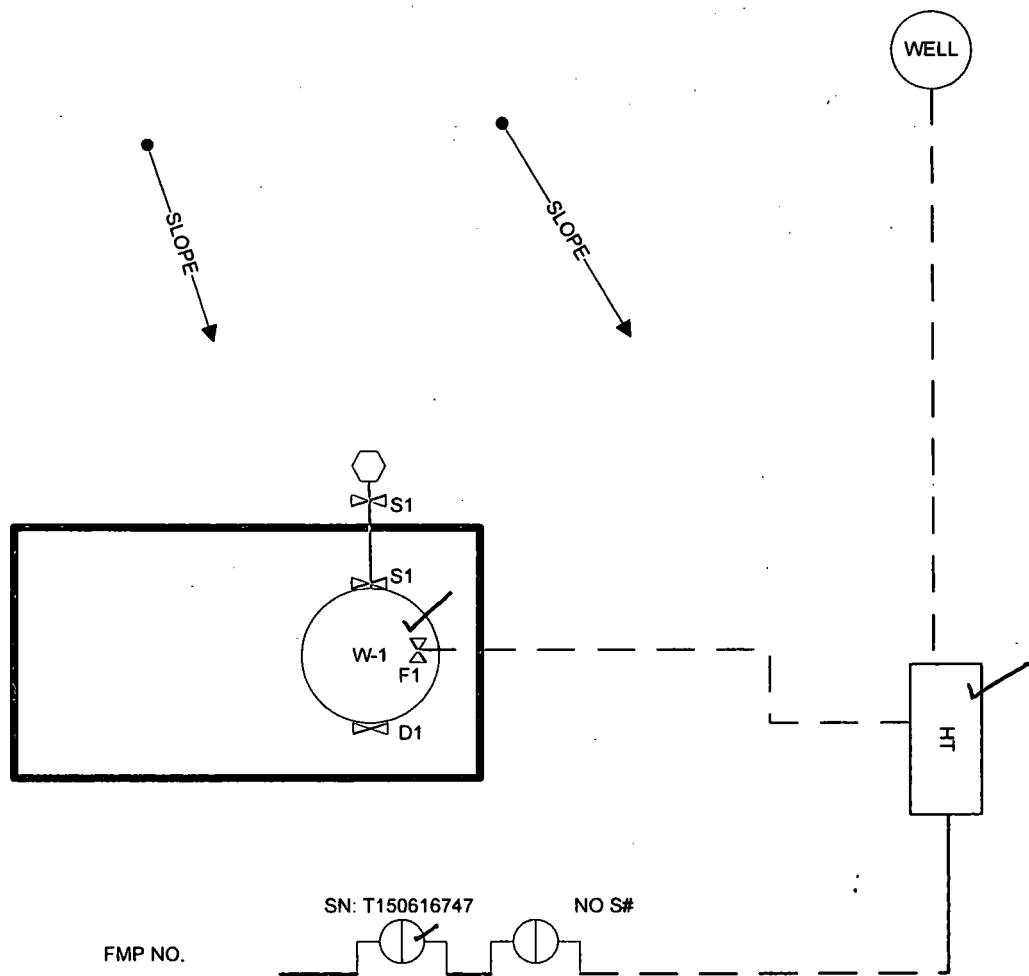 WELL
SLOPE
SLOPE
S1
S1
W-1
F1
D1
HT
SN: T150616747
NO S#
FMP NO.